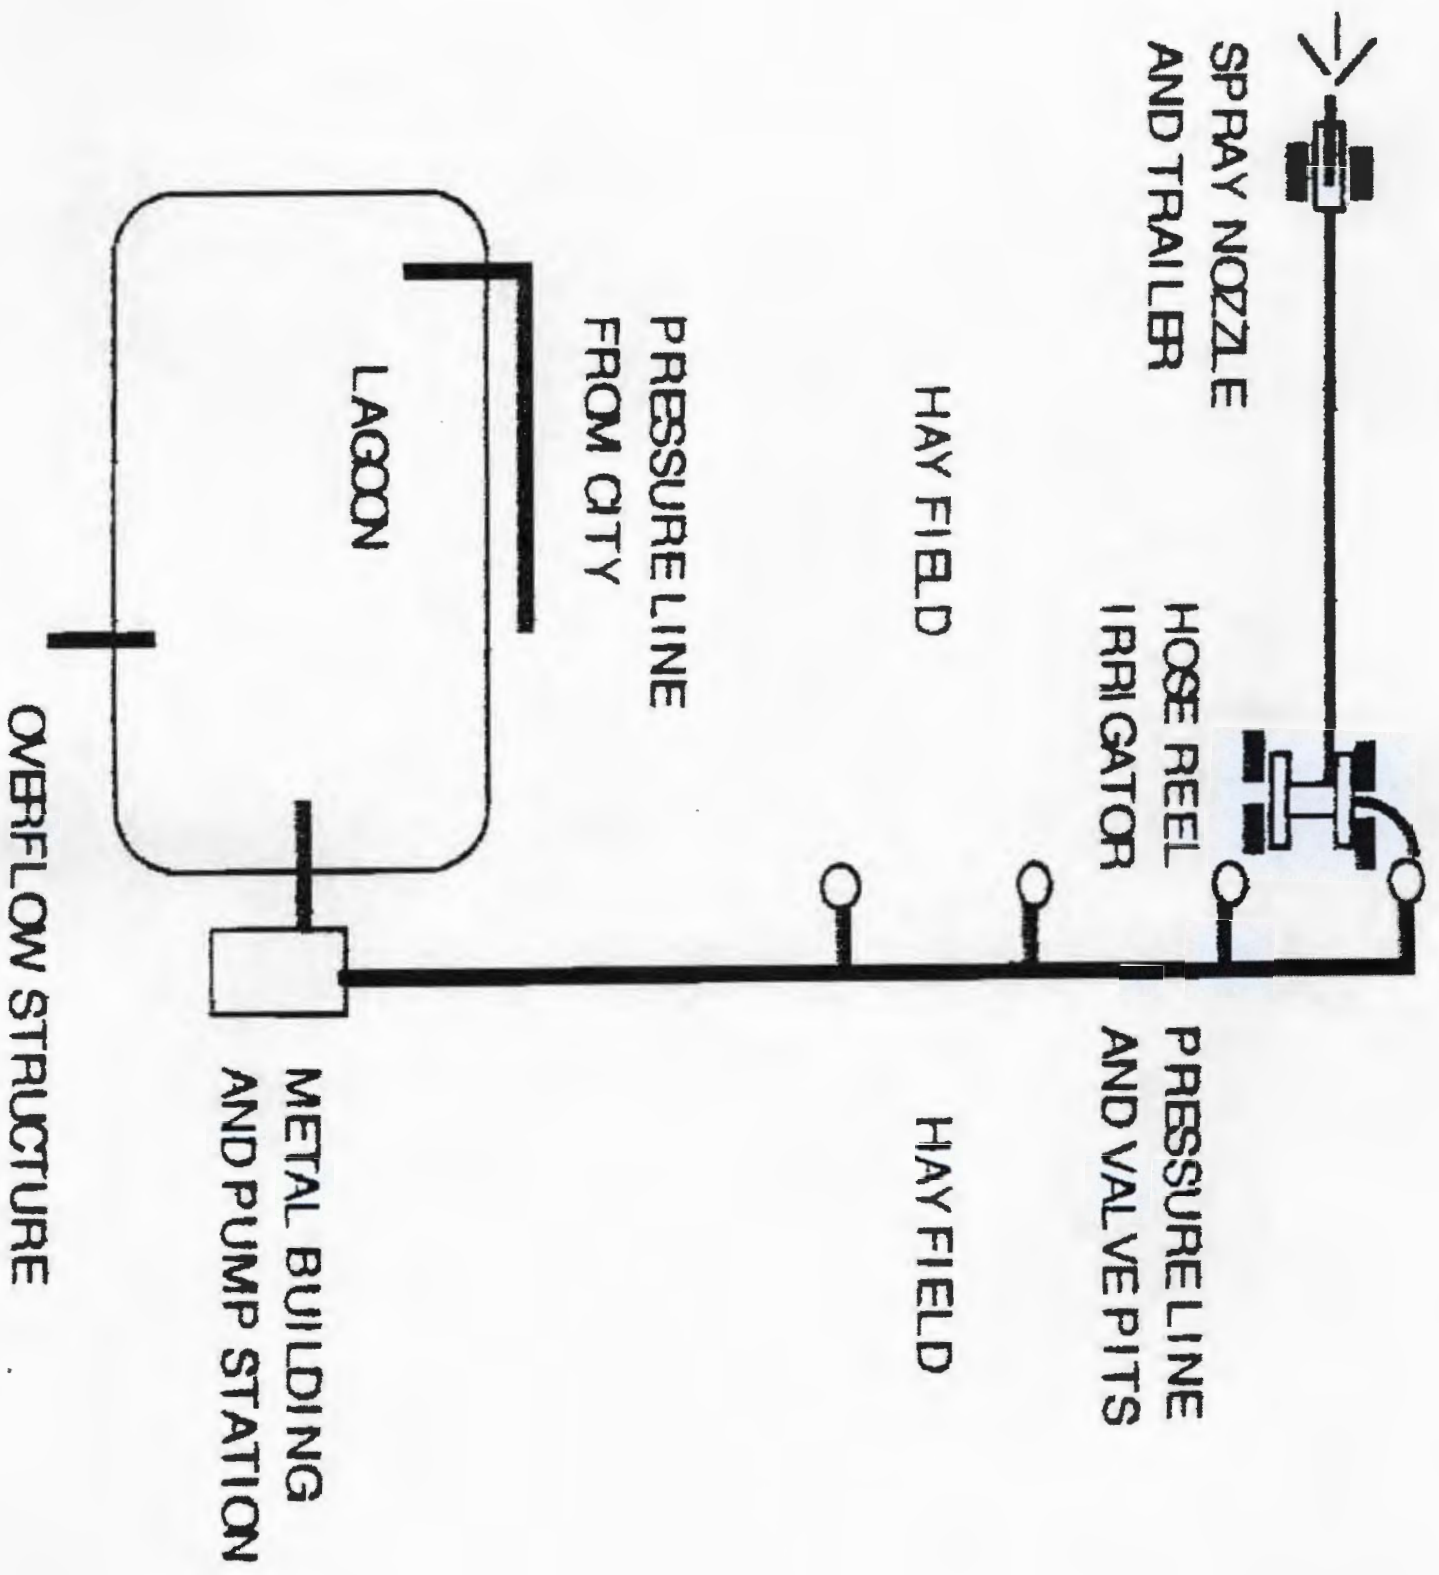 SPRAY NOZZLE
AND TRAILER
HOSE REEL
IRRIGATOR
PRESSURE LINE
AND VALVE PITS
HAY FIELD
HAY FIELD
PRESSURE LINE
FROM CITY
LAGOON
METAL BUILDING
AND PUMP STATION
OVERFLOW STRUCTURE